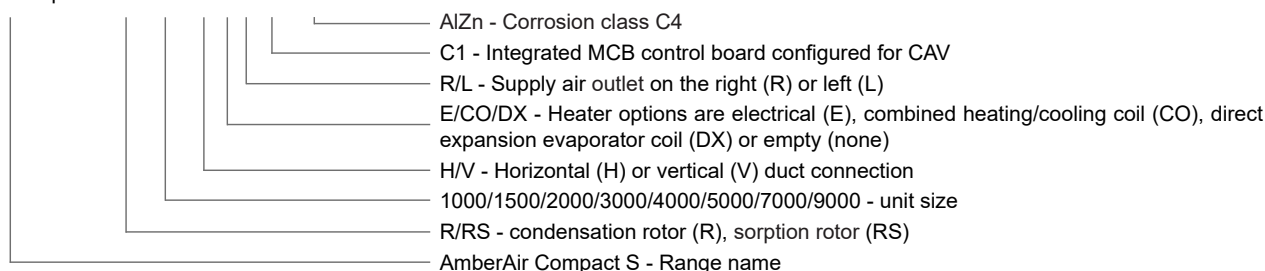 AlZn - Corrosion class C4
C1 - Integrated MCB control board configured for CAV
R/L - Supply air outlet on the right (R) or left (L)
E/CO/DX - Heater options are electrical (E), combined heating/cooling coil (CO), direct
expansion evaporator coil (DX) or empty (none)
H/V - Horizontal (H) or vertical (V) duct connection
1000/1500/2000/3000/4000/5000/7000/9000 - unit size
R/RS - condensation rotor (R), sorption rotor (RS)
AmberAir Compact S - Range name